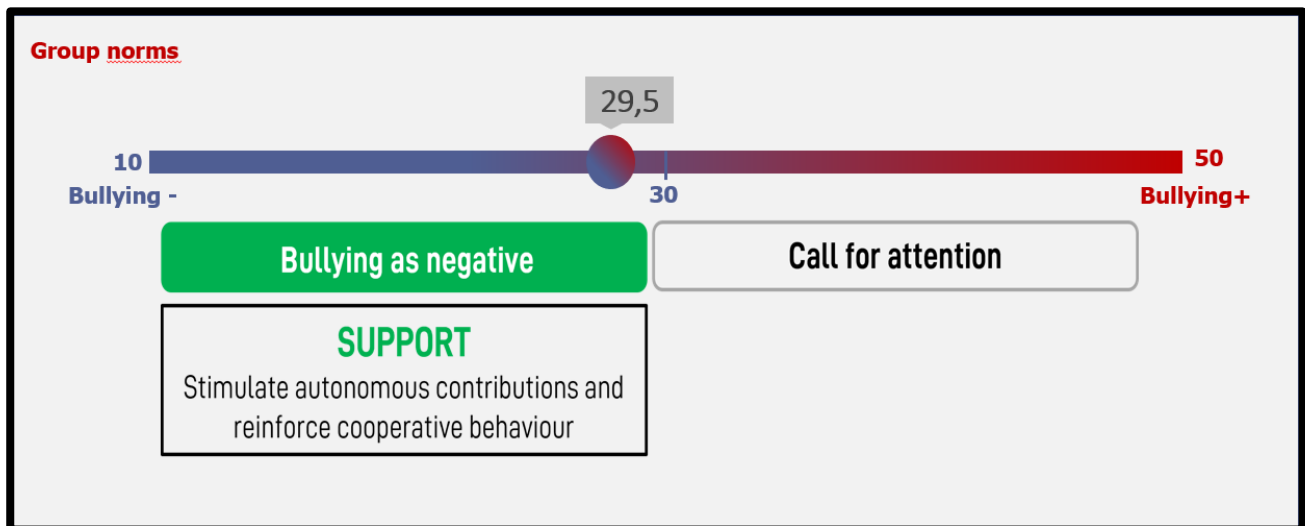 Group norms
29,5
10
50
Bullying -
30
Bullying+
Bullying as negative
Call for attention
SUPPORT
Stimulate autonomous contributions and
reinforce cooperative behaviour